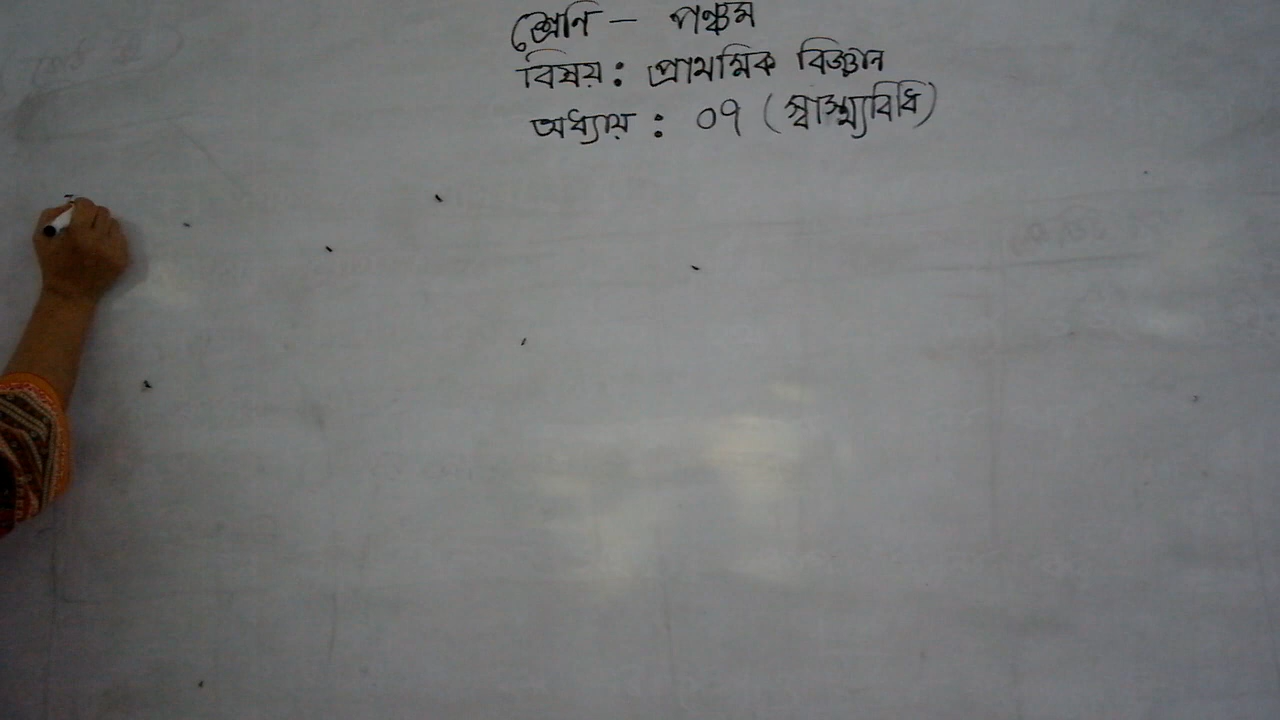 শ্রেনি — পঞ্চম
বিষয় : প্রাথমিক বিজ্ঞান
অধ্যায় : ০৭ (স্বাস্থ্যবিধি)